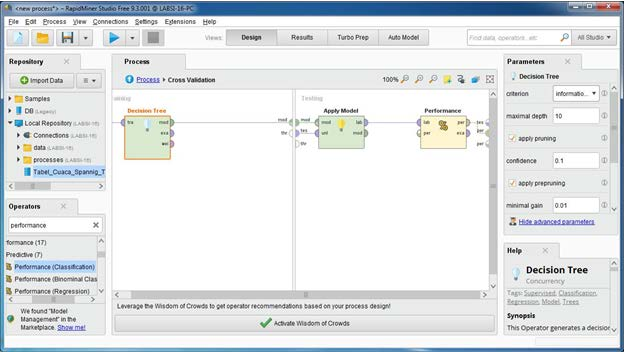 <new process*> – RapidMiner Studio Free 9.3.001 @ LABSI-16-PC
File Edit Process View Connections Settings Extensions Help
Views: Design Results Turbo Prep Auto Model
Find data, operators...etc
All Studio
Repository
Import Data
Samples
DB (Legacy)
Local Repository (LABSI-16)
Connections (LABSI-16)
data (LABSI-16)
processes (LABSI-16)
Tabel_Cuaca_Spannig_T
Operators
performance
formance (17)
Predictive (7)
Performance (Classification)
Performance (Binominal Clas
Performance (Regression)
We found "Model
Management" in the
Marketplace. Show me!
Process
Process Cross Validation
100%
Testing
Decision Tree
tra mod
exa
wei
mod
thr
Apply Model
mod lab
unl mod
Performance
lab per
per exa
tes
per
Leverage the Wisdom of Crowds to get operator recommendations based on your process design!
Activate Wisdom of Crowds
Parameters
Decision Tree
criterion informatio...
maximal depth 10
apply pruning
confidence 0.1
apply prepruning
minimal gain 0.01
Hide advanced parameters
Help
Decision Tree
Concurrency
Tags: Supervised, Classification,
Regression, Model, Trees
Synopsis
This Operator generates a decision